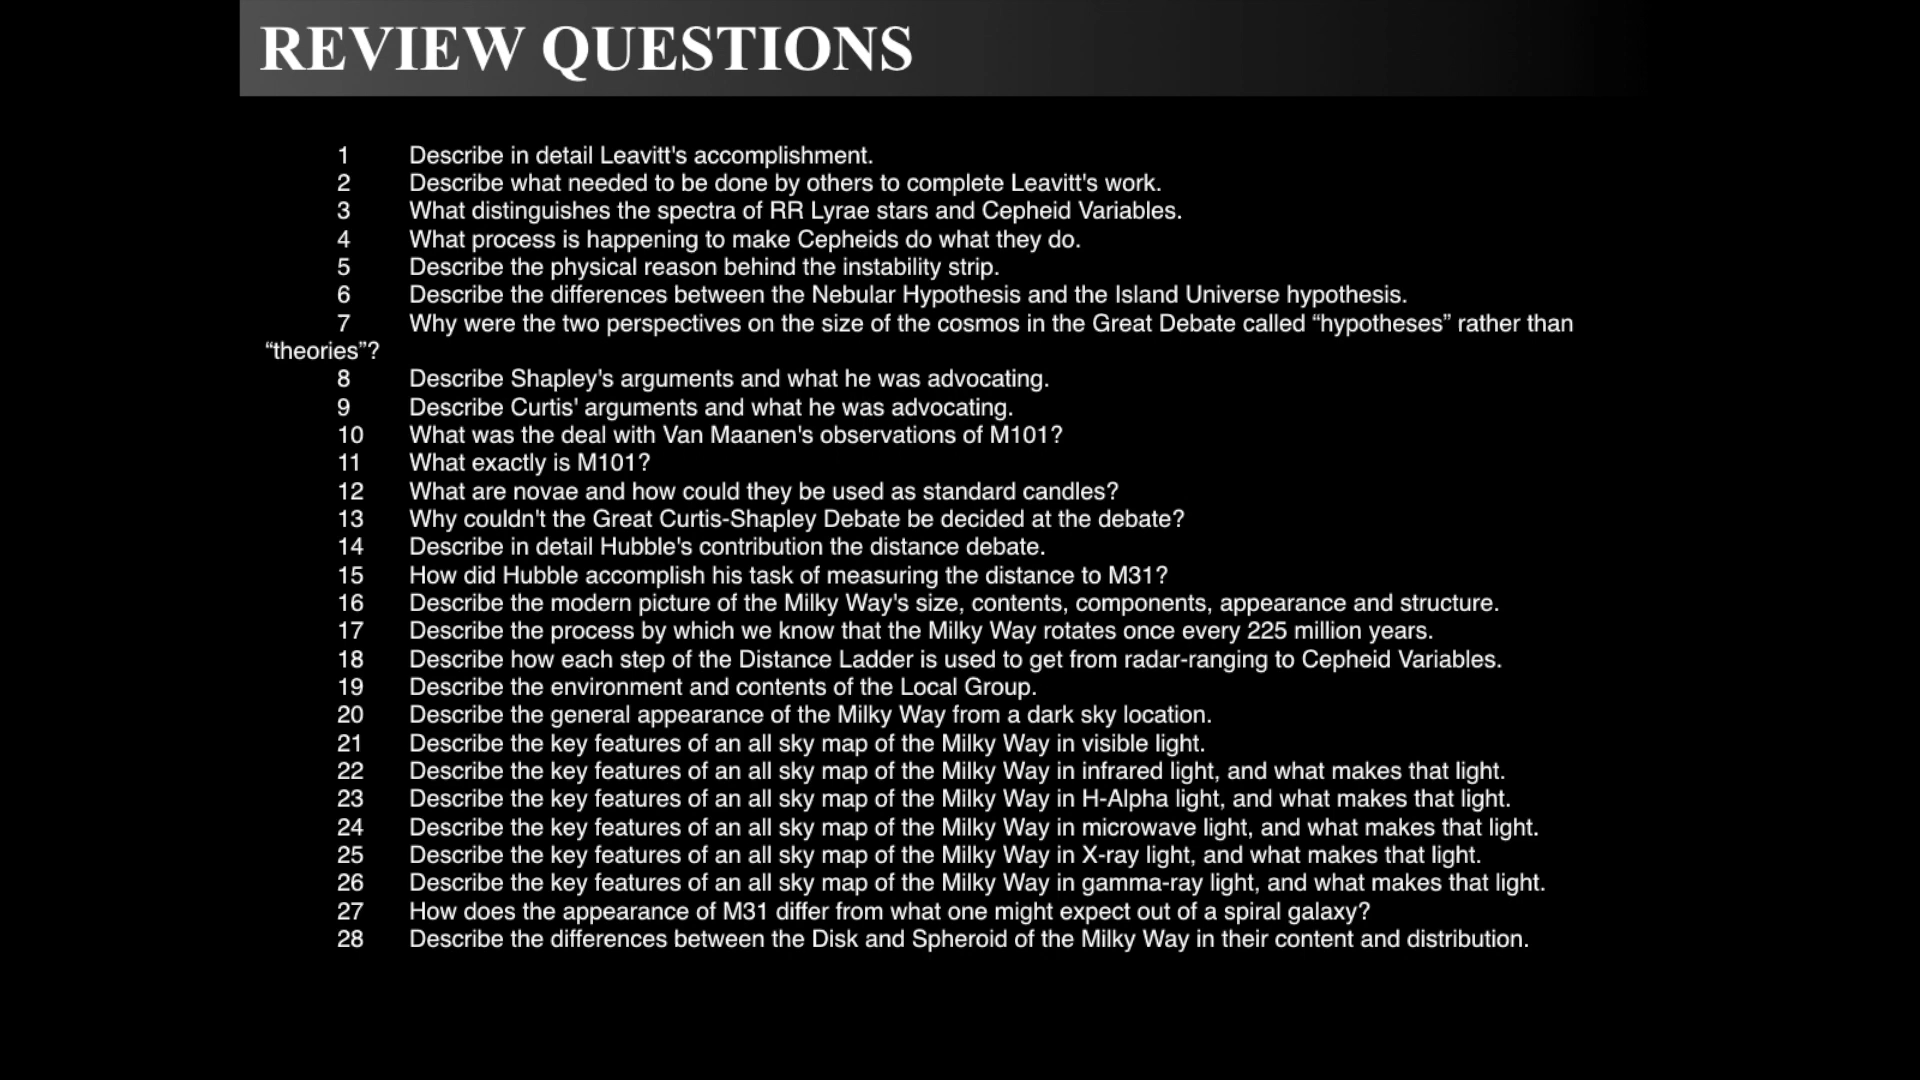 REVIEW QUESTIONS
1 Describe in detail Leavitt's accomplishment.
2 Describe what needed to be done by others to complete Leavitt's work.
3 What distinguishes the spectra of RR Lyrae stars and Cepheid Variables.
4 What process is happening to make Cepheids do what they do.
5 Describe the physical reason behind the instability strip.
6 Describe the differences between the Nebular Hypothesis and the Island Universe hypothesis.
7 Why were the two perspectives on the size of the cosmos in the Great Debate called “hypotheses” rather than
“theories”?
8 Describe Shapley's arguments and what he was advocating.
9 Describe Curtis' arguments and what he was advocating.
10 What was the deal with Van Maanen's observations of M101?
11 What exactly is M101?
12 What are novae and how could they be used as standard candles?
13 Why couldn't the Great Curtis-Shapley Debate be decided at the debate?
14 Describe in detail Hubble's contribution the distance debate.
15 How did Hubble accomplish his task of measuring the distance to M31?
16 Describe the modern picture of the Milky Way's size, contents, components, appearance and structure.
17 Describe the process by which we know that the Milky Way rotates once every 225 million years.
18 Describe how each step of the Distance Ladder is used to get from radar-ranging to Cepheid Variables.
19 Describe the environment and contents of the Local Group.
20 Describe the general appearance of the Milky Way from a dark sky location.
21 Describe the key features of an all sky map of the Milky Way in visible light.
22 Describe the key features of an all sky map of the Milky Way in infrared light, and what makes that light.
23 Describe the key features of an all sky map of the Milky Way in H-Alpha light, and what makes that light.
24 Describe the key features of an all sky map of the Milky Way in microwave light, and what makes that light.
25 Describe the key features of an all sky map of the Milky Way in X-ray light, and what makes that light.
26 Describe the key features of an all sky map of the Milky Way in gamma-ray light, and what makes that light.
27 How does the appearance of M31 differ from what one might expect out of a spiral galaxy?
28 Describe the differences between the Disk and Spheroid of the Milky Way in their content and distribution.